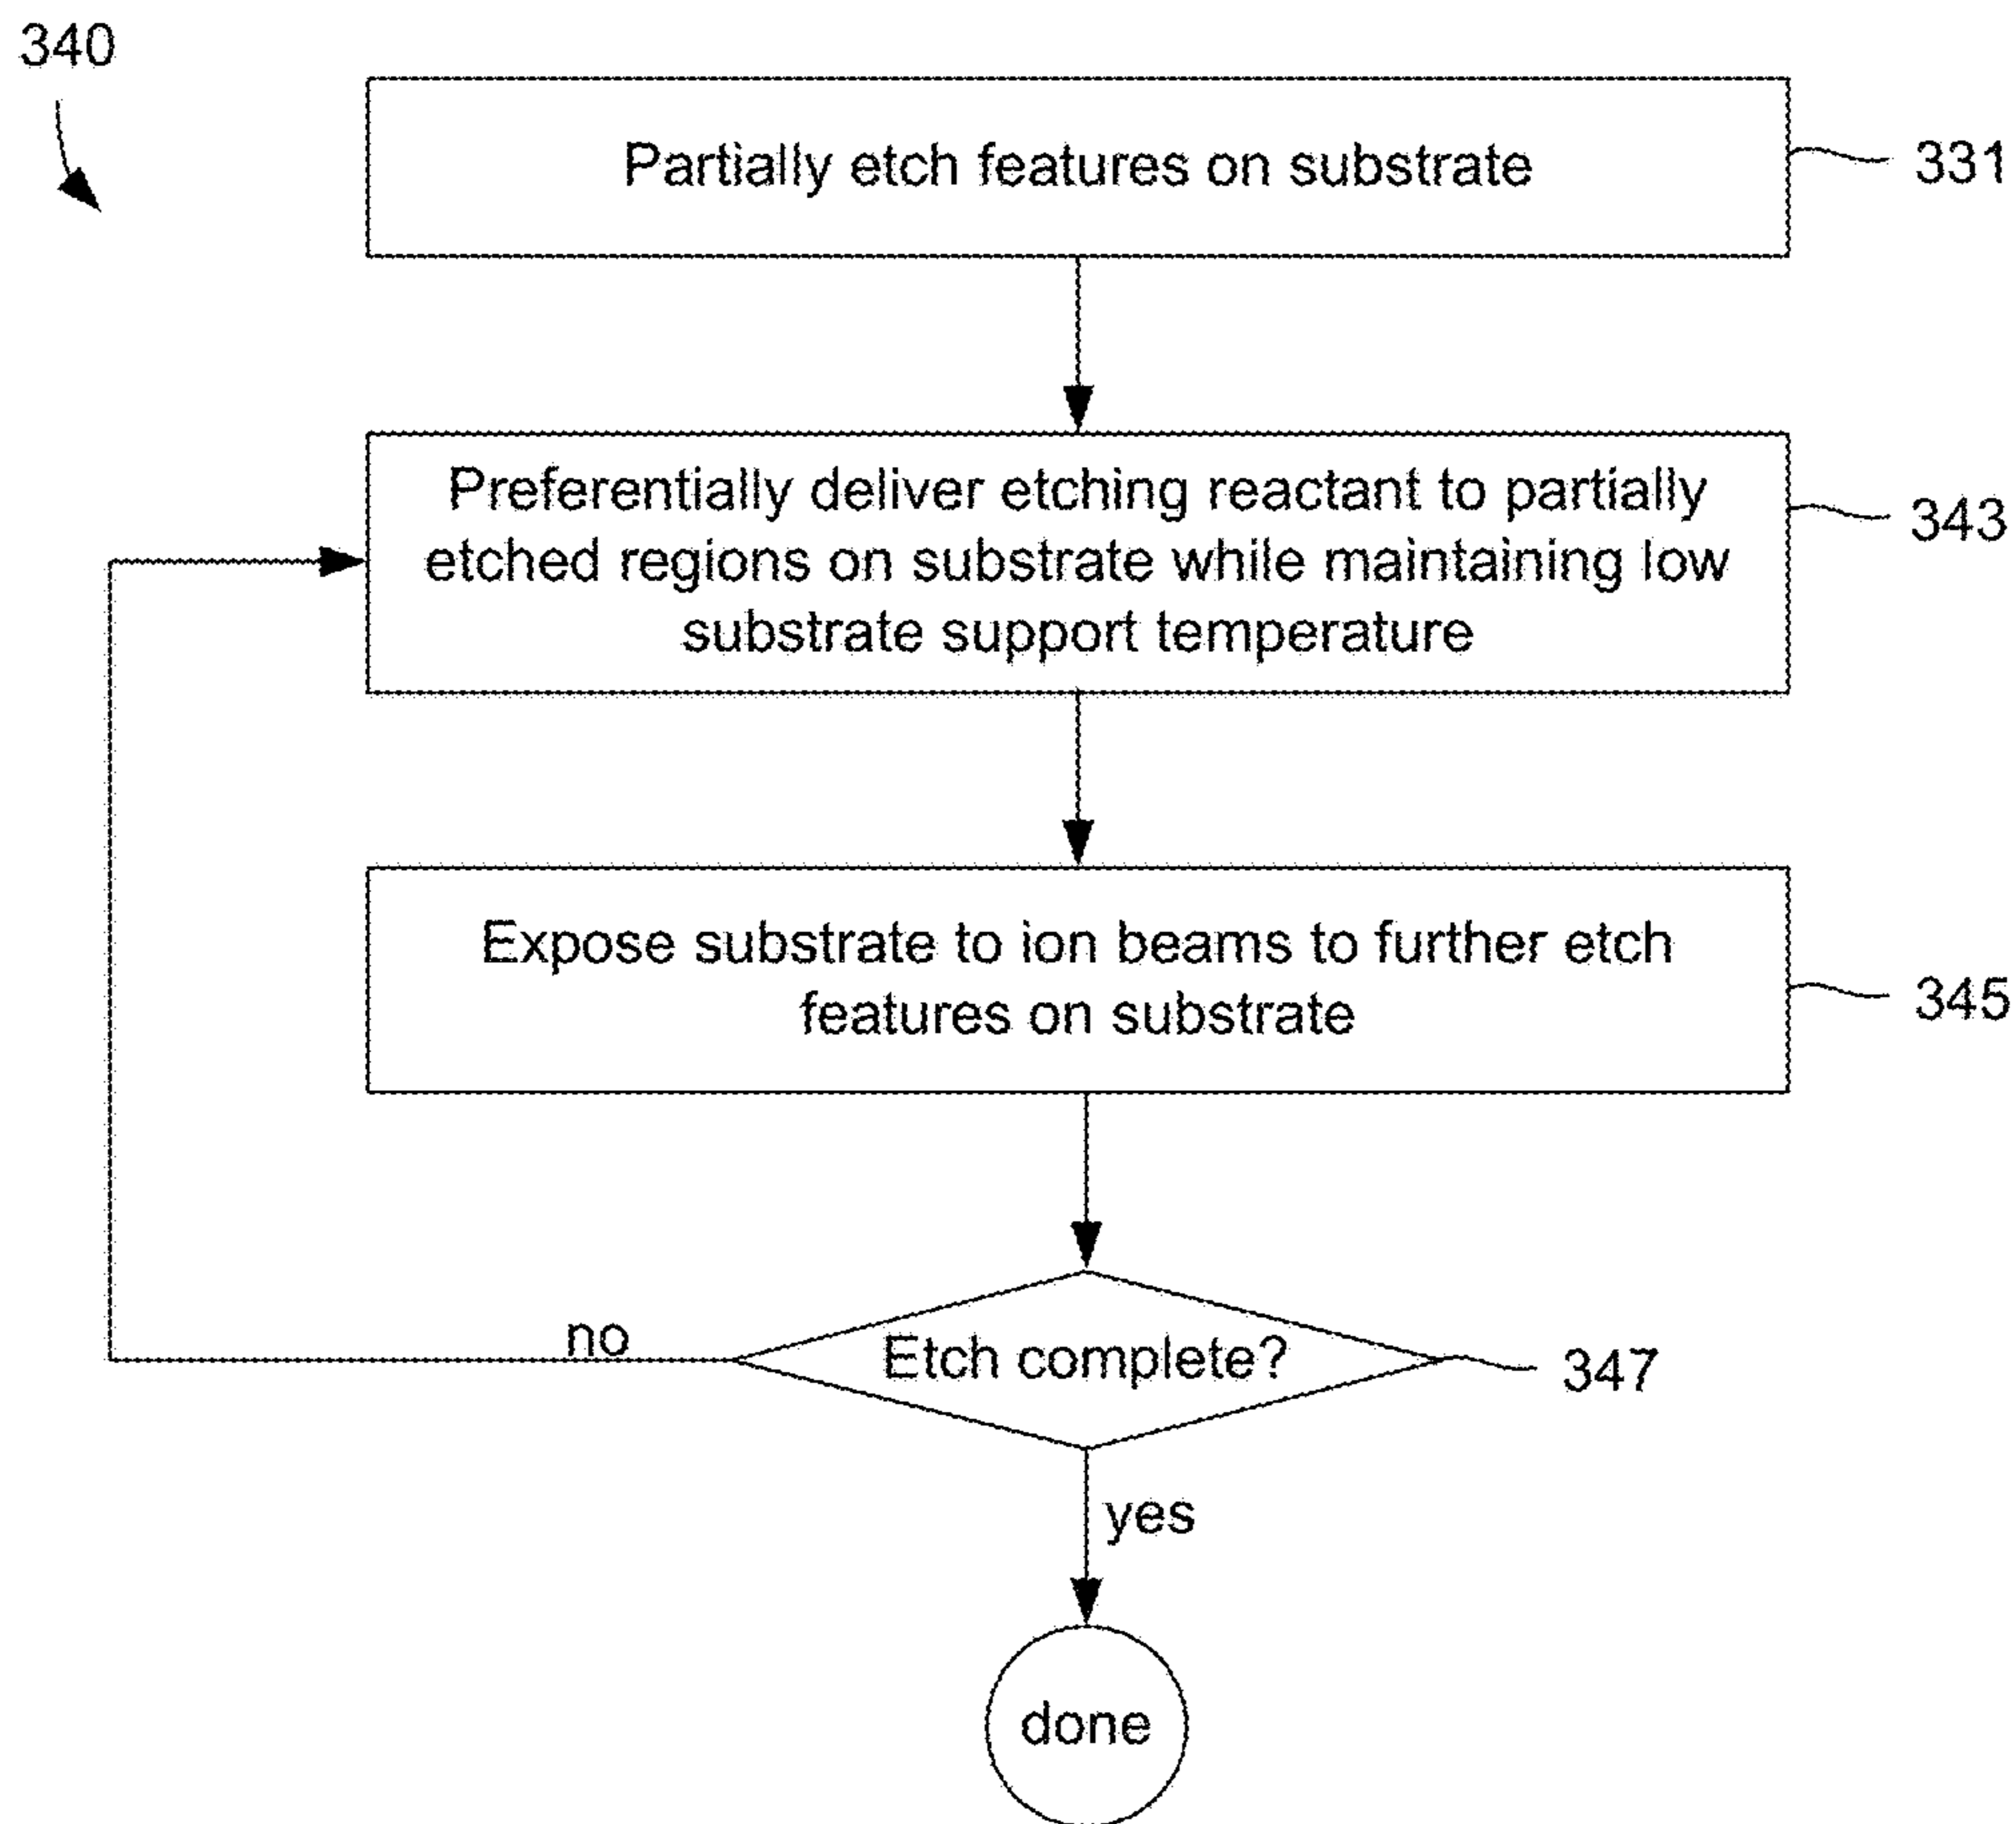 340
Partially etch features on substrate
331
Preferentially deliver etching reactant to partially
etched regions on substrate while maintaining low
substrate support temperature
343
Expose substrate to ion beams to further etch
features on substrate
345
no
Etch complete?
347
yes
done